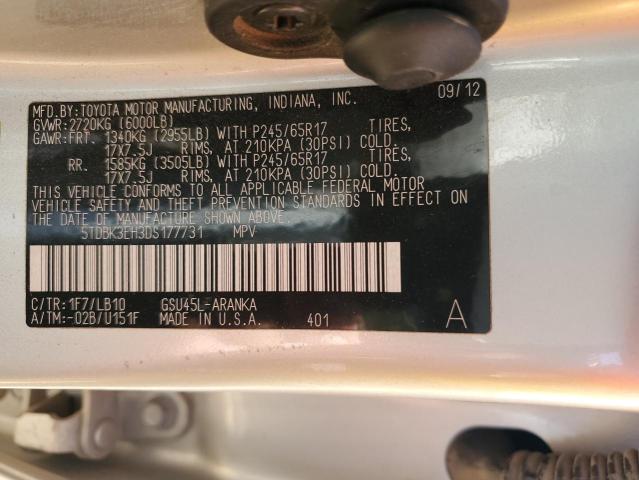 MFD.BY:TOYOTA MOTOR MANUFACTURING, INDIANA, INC. 09/12
GVWR:2720KG (6000LB)
GAWR:FRT. 1340KG (2955LB) WITH P245/65R17 TIRES,
17X7.5J RIMS, AT 210KPA (30PSI) COLD.
RR. 1585KG (3505LB) WITH P245/65R17 TIRES,
17X7.5J RIMS, AT 210KPA (30PSI) COLD.
THIS VEHICLE CONFORMS TO ALL APPLICABLE FEDERAL MOTOR
VEHICLE SAFETY AND THEFT PREVENTION STANDARDS IN EFFECT ON
THE DATE OF MANUFACTURE SHOWN ABOVE.
5TDBK3EH3DS177731 MPV
C/TR:1F7/LB10 GSU45L-ARANKA
A/TM:-02B/U151F MADE IN U.S.A. 401 A